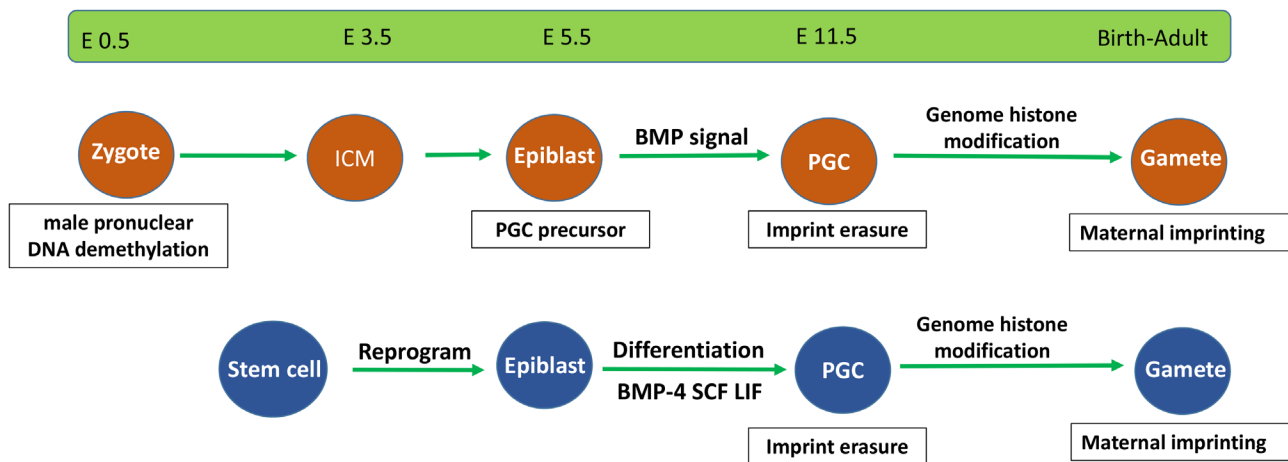 E 0.5
E 3.5
E 5.5
E 11.5
Birth-Adult
Zygote
ICM
Epiblast
BMP signal
PGC
Genome histone
modification
Gamete
male pronuclear
DNA demethylation
PGC precursor
Imprint erasure
Maternal imprinting
Stem cell
Reprogram
Epiblast
Differentiation
BMP-4 SCF LIF
PGC
Genome histone
modification
Gamete
Imprint erasure
Maternal imprinting